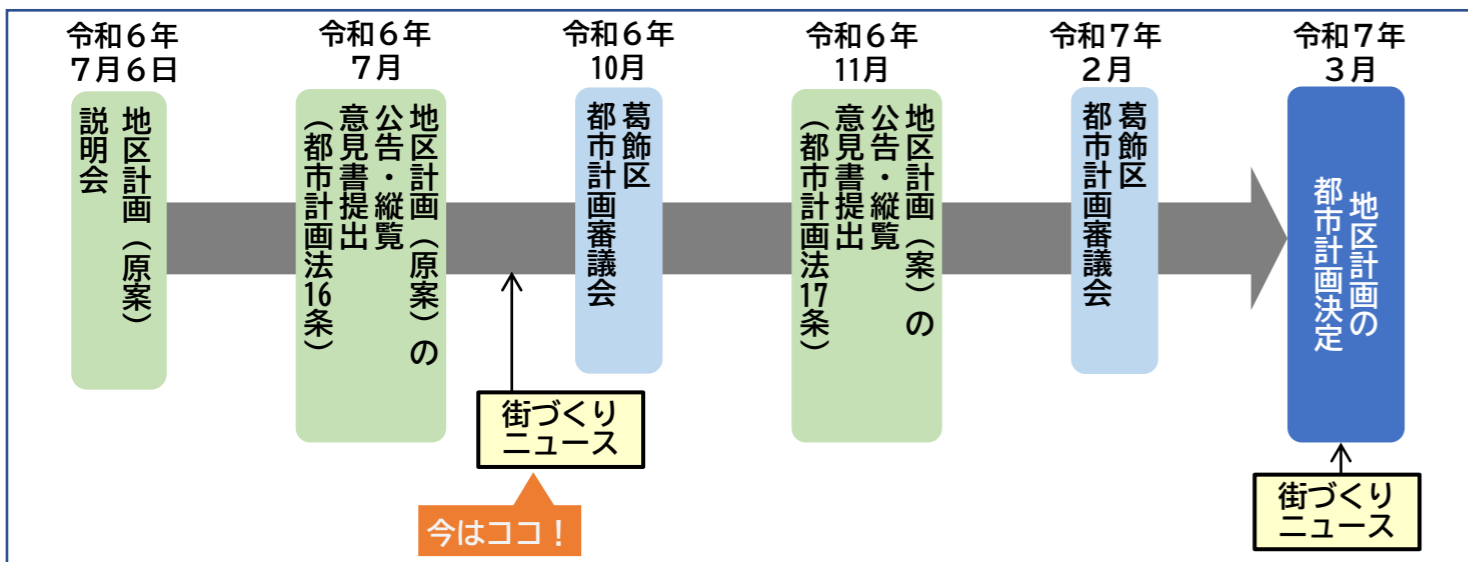 令和６年
７月６日
地区計画（原案）
説明会
令和６年
７月
地区計画（原案）の
公告・縦覧
意見書提出
（都市計画法16条）
街づくり
ニュース
今はココ！
令和６年
10月
葛飾区
都市計画審議会
令和６年
11月
地区計画（案）の
公告・縦覧
意見書提出
（都市計画法17条）
令和７年
２月
葛飾区
都市計画審議会
令和７年
３月
地区計画の
都市計画決定
街づくり
ニュース